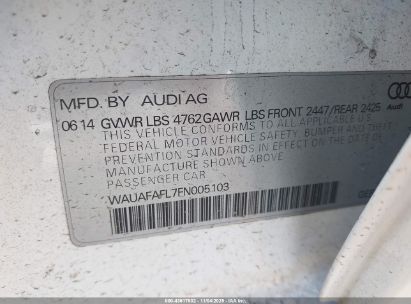 MFD. BY AUDI AG
06 14 GVWR LBS 4762 GAWR LBS FRONT 2447/REAR 2425
THIS VEHICLE CONFORMS TO ALL APPLICABLE
FEDERAL MOTOR VEHICLE SAFETY, BUMPER AND THEFT
PREVENTION STANDARDS IN EFFECT ON THE DATE OF
MANUFACTURE SHOWN ABOVE.
PASSENGER CAR
WAUAFAFL7FN005103
Audi